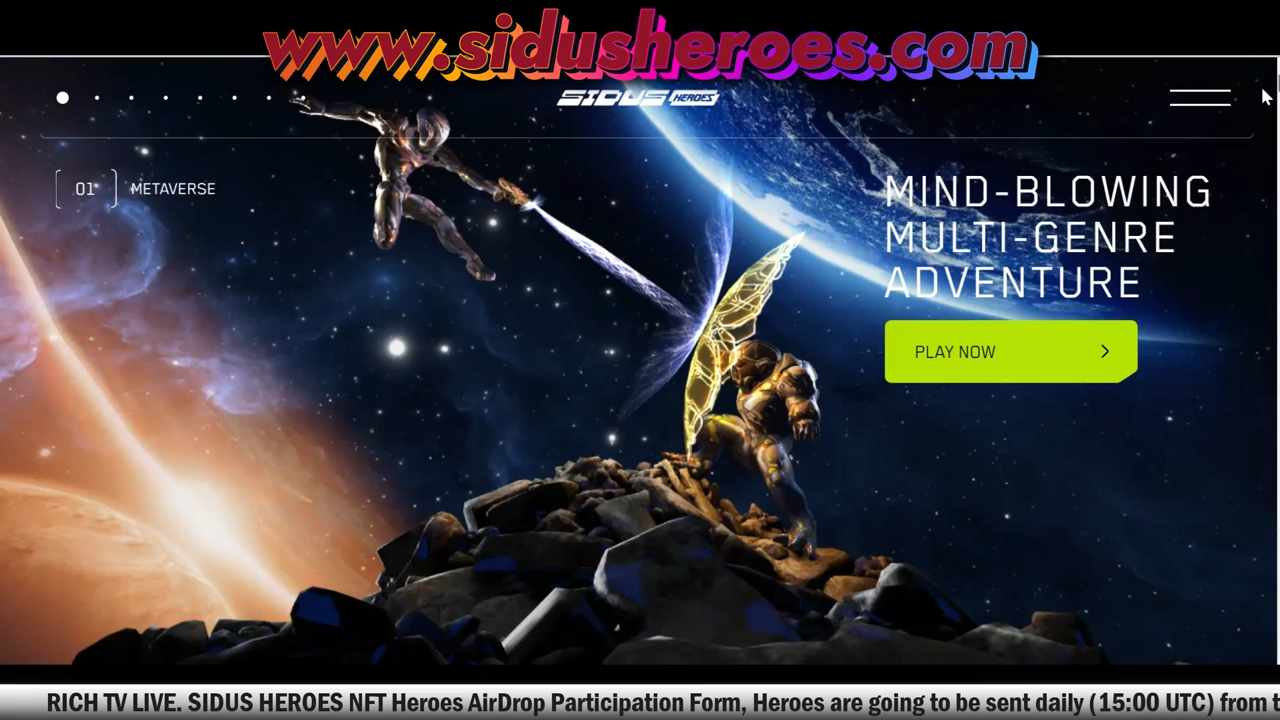 www.sidusheroes.com
SIDUS HEROES
01 METAVERSE
MIND-BLOWING
MULTI-GENRE
ADVENTURE
PLAY NOW
RICH TV LIVE. SIDUS HEROES NFT Heroes AirDrop Participation Form, Heroes are going to be sent daily (15:00 UTC) from